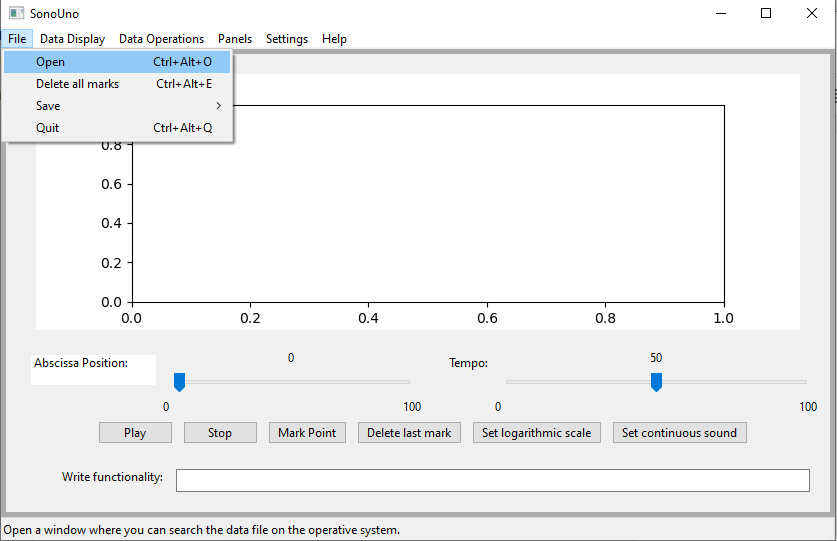 SonoUno
File Data Display Data Operations Panels Settings Help
Open Ctrl+Alt+O
Delete all marks Ctrl+Alt+E
Save
Quit Ctrl+Alt+Q
0.8
0.6
0.4
0.2
0.0
0.0 0.2 0.4 0.6 0.8 1.0
Abscissa Position: 0 Tempo: 50
0 100 0 100
Play Stop Mark Point Delete last mark Set logarithmic scale Set continuous sound
Write functionality:
Open a window where you can search the data file on the operative system.